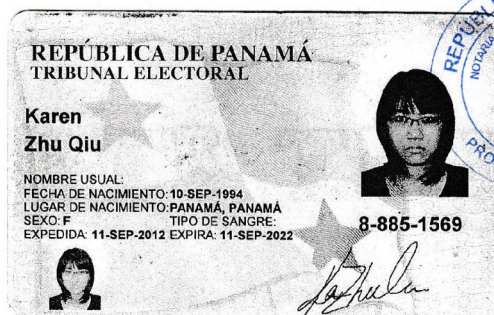 REPÚBLICA DE PANAMÁ
TRIBUNAL ELECTORAL
Karen
Zhu Qiu
NOMBRE USUAL:
FECHA DE NACIMIENTO: 10-SEP-1994
LUGAR DE NACIMIENTO: PANAMÁ, PANAMÁ
SEXO: F TIPO DE SANGRE:
EXPEDIDA: 11-SEP-2012 EXPIRA: 11-SEP-2022
8-885-1569
NOTARIA